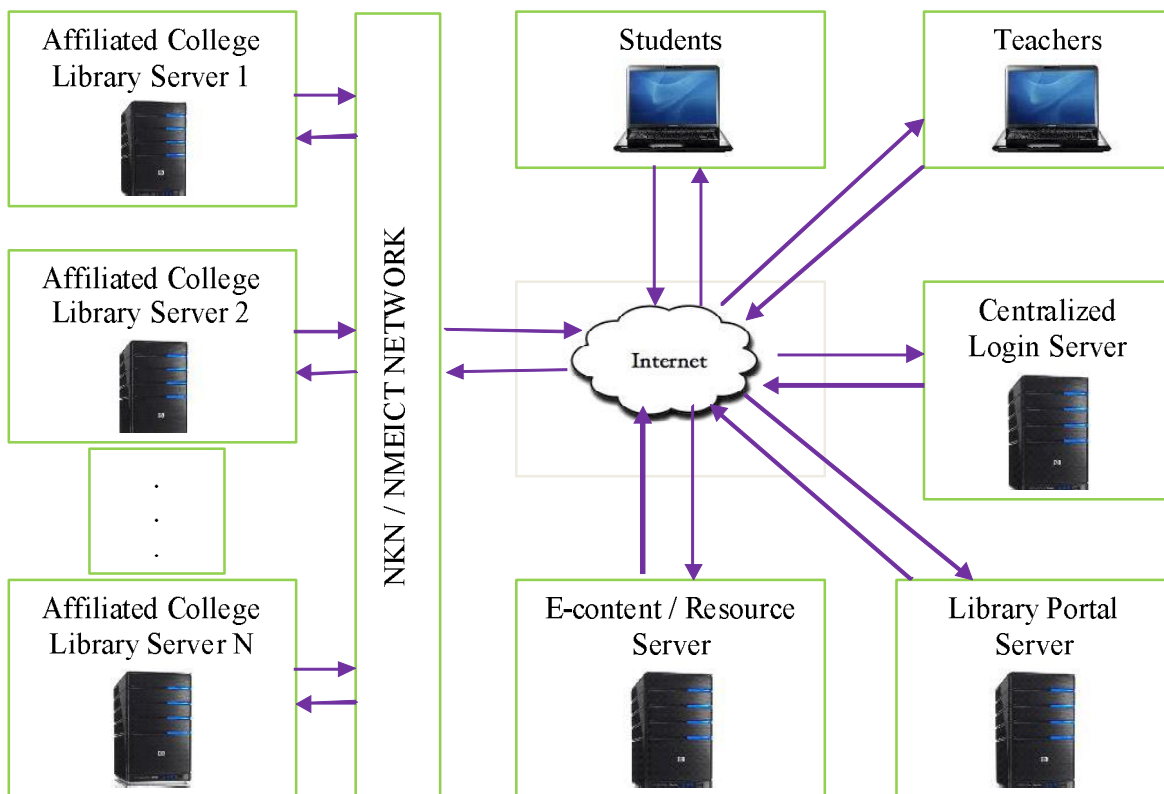 Affiliated College
Library Server 1
Students
Teachers
Affiliated College
Library Server 2
NKN / NMEICT NETWORK
Internet
Centralized
Login Server
.
.
.
Affiliated College
Library Server N
E-content / Resource
Server
Library Portal
Server